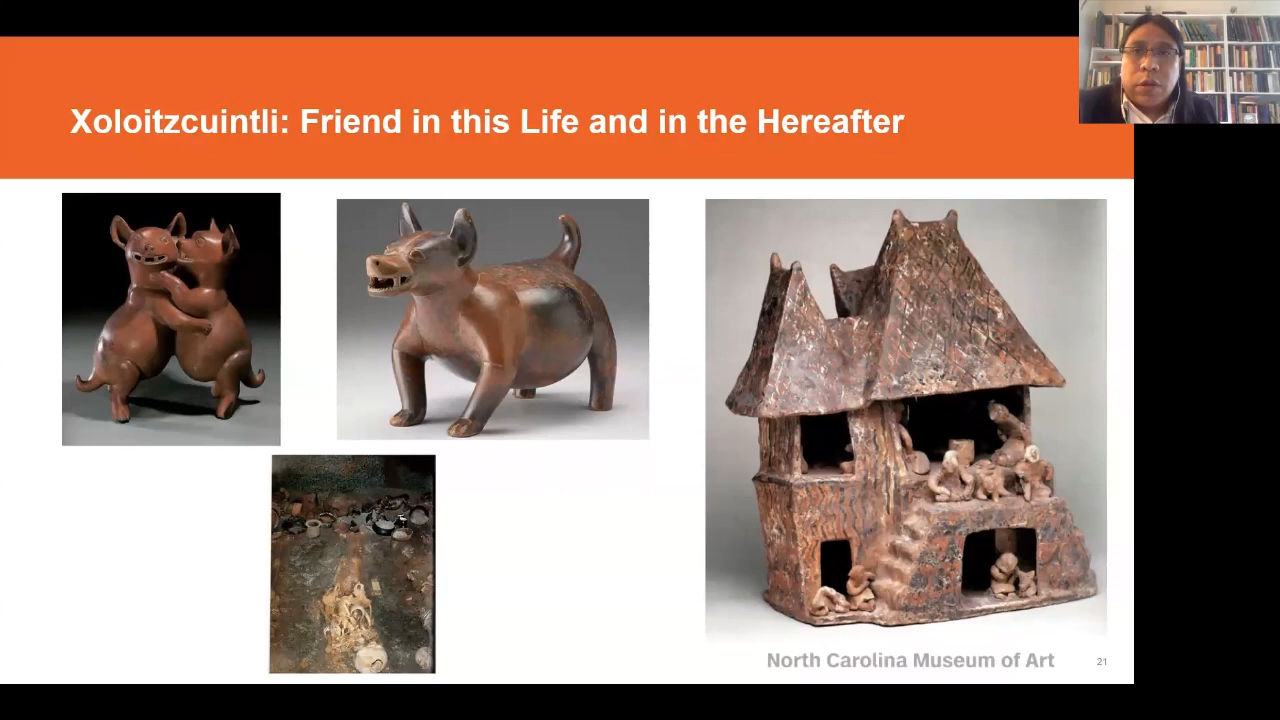 Xoloitzcuintli: Friend in this Life and in the Hereafter
North Carolina Museum of Art
21